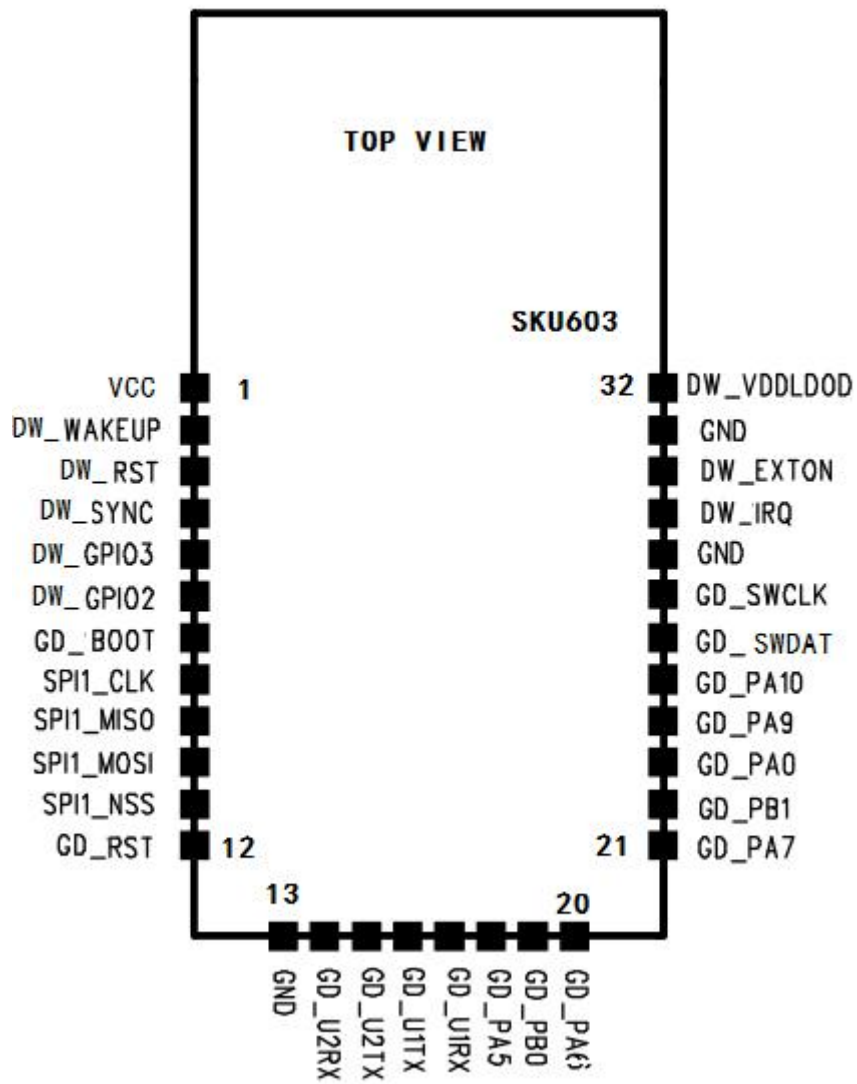 TOP VIEW
SKU603
VCC 1 32 DW_VDDLDOD
DW_WAKEUP GND
DW_RST DW_EXTON
DW_SYNC DW_IRQ
DW_GPIO3 GND
DW_GPIO2 GD_SWCLK
GD_BOOT GD_SWDAT
SPI1_CLK GD_PA10
SPI1_MISO GD_PA9
SPI1_MOSI GD_PA0
SPI1_NSS GD_PB1
GD_RST 12 21 GD_PA7
13 20
GND
GD_U2RX
GD_U2TX
GD_U1TX
GD_U1RX
GD_PA5
GD_PB0
GD_PA6